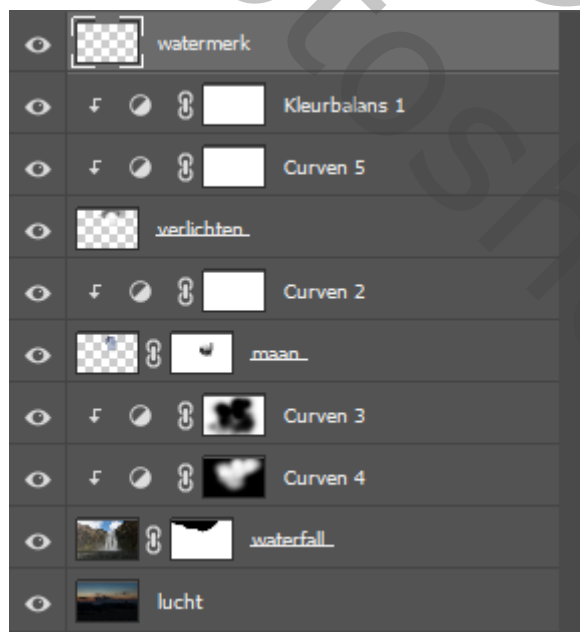 watermerk
Kleurbalans 1
Curven 5
verlichten
Curven 2
maan
Curven 3
Curven 4
waterfall
lucht